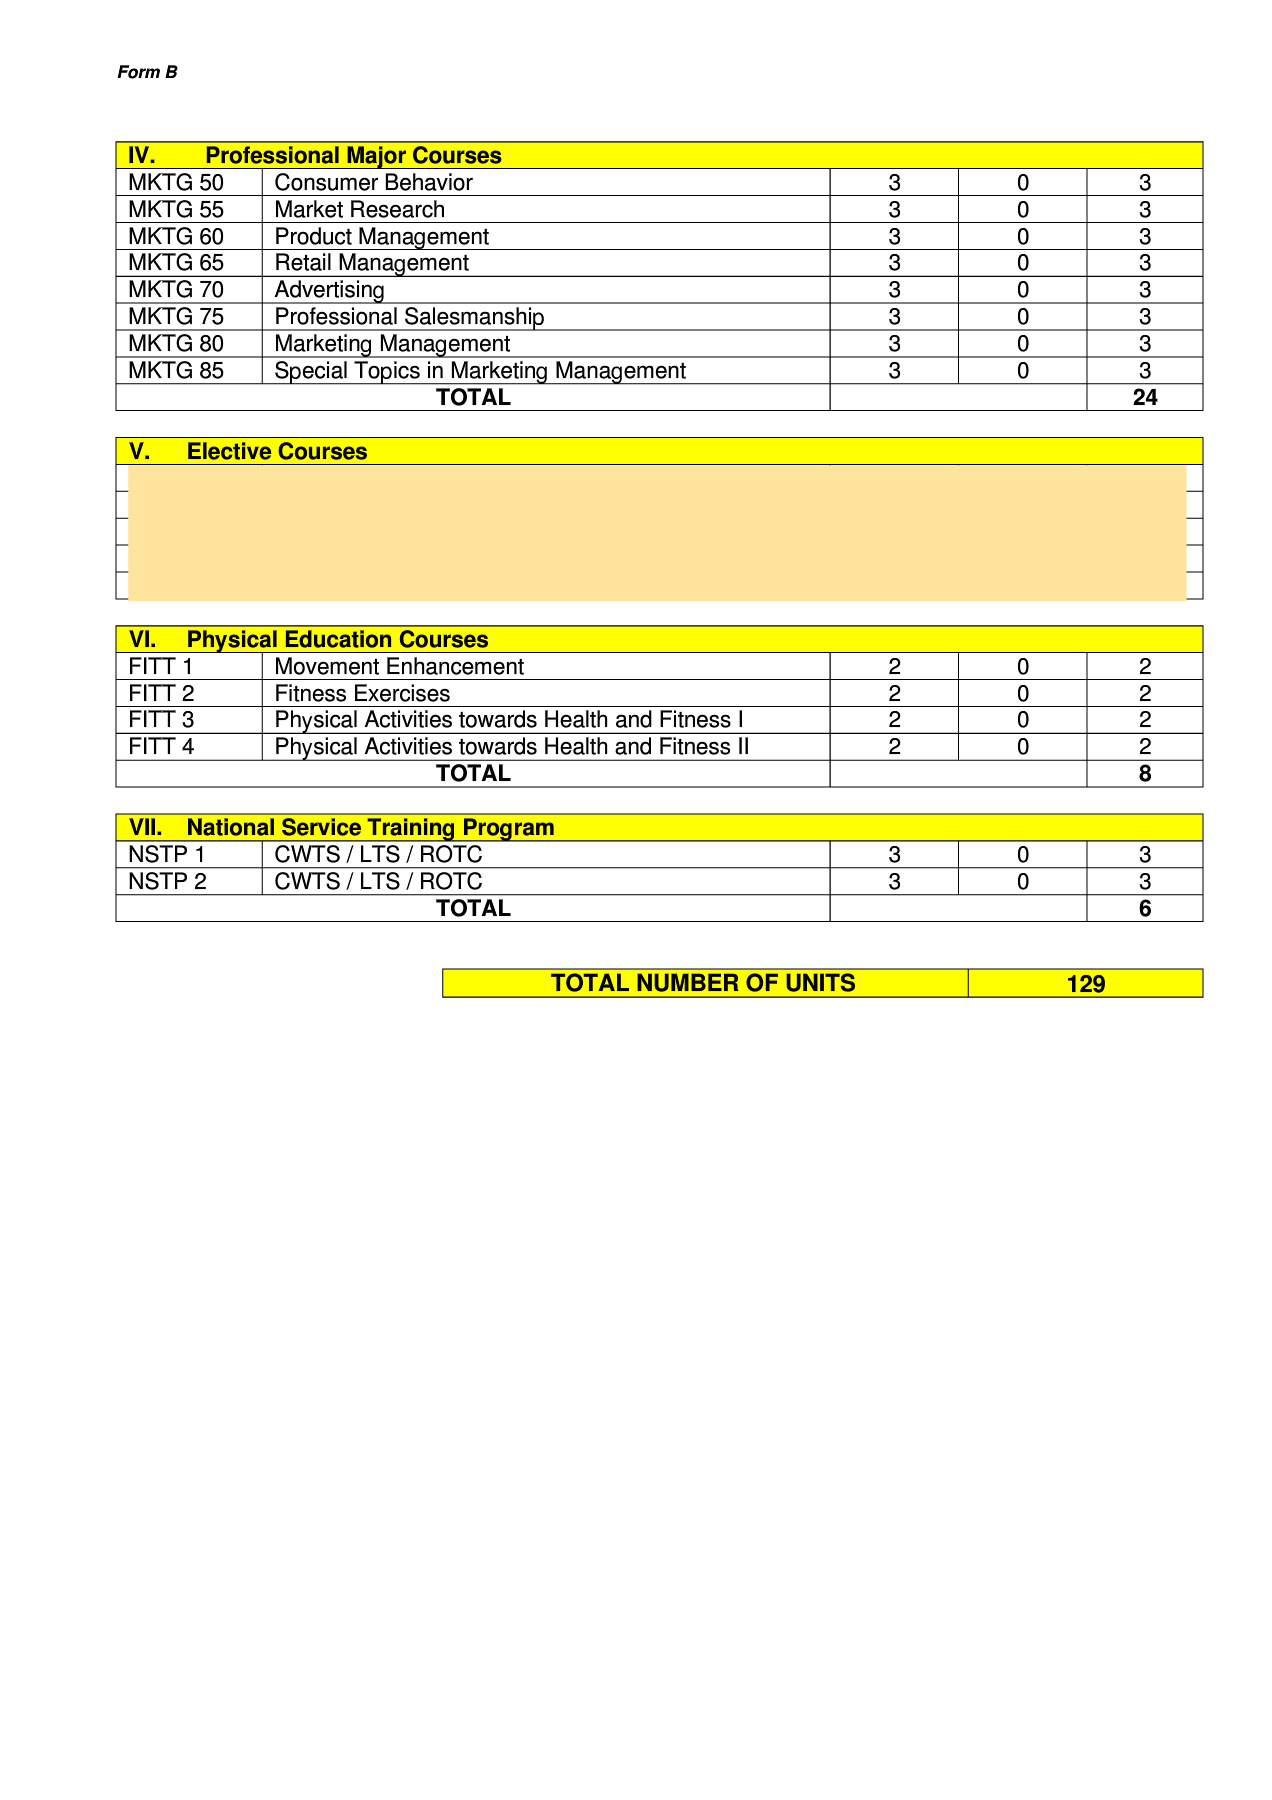 Form B
IV. Professional Major Courses
MKTG 50 Consumer Behavior 3 0 3
MKTG 55 Market Research 3 0 3
MKTG 60 Product Management 3 0 3
MKTG 65 Retail Management 3 0 3
MKTG 70 Advertising 3 0 3
MKTG 75 Professional Salesmanship 3 0 3
MKTG 80 Marketing Management 3 0 3
MKTG 85 Special Topics in Marketing Management 3 0 3
TOTAL 24
V. Elective Courses
VI. Physical Education Courses
FITT 1 Movement Enhancement 2 0 2
FITT 2 Fitness Exercises 2 0 2
FITT 3 Physical Activities towards Health and Fitness I 2 0 2
FITT 4 Physical Activities towards Health and Fitness II 2 0 2
TOTAL 8
VII. National Service Training Program
NSTP 1 CWTS / LTS / ROTC 3 0 3
NSTP 2 CWTS / LTS / ROTC 3 0 3
TOTAL 6
TOTAL NUMBER OF UNITS 129